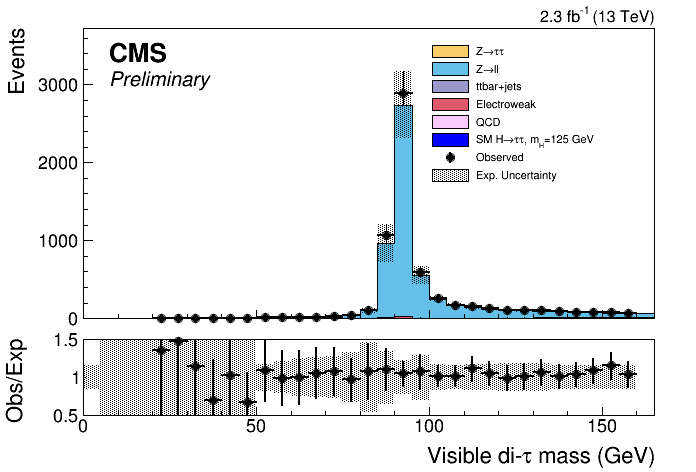 2.3 fb⁻¹ (13 TeV)
Events
CMS
Preliminary
Z→ττ
Z→ll
ttbar+jets
Electroweak
QCD
SM H→ττ, m_H=125 GeV
Observed
Exp. Uncertainty
3000
2000
1000
0
Obs/Exp
1.5
1
0.5
0 50 100 150
Visible di-τ mass (GeV)